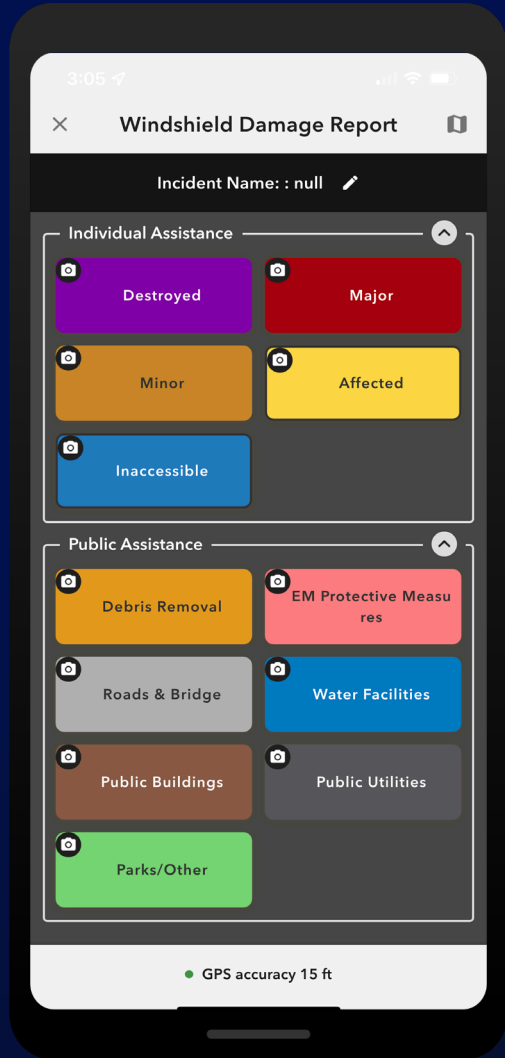 3:05
Windshield Damage Report
Incident Name: : null
Individual Assistance
Destroyed
Major
Minor
Affected
Inaccessible
Public Assistance
Debris Removal
EM Protective Measu
res
Roads & Bridge
Water Facilities
Public Buildings
Public Utilities
Parks/Other
GPS accuracy 15 ft